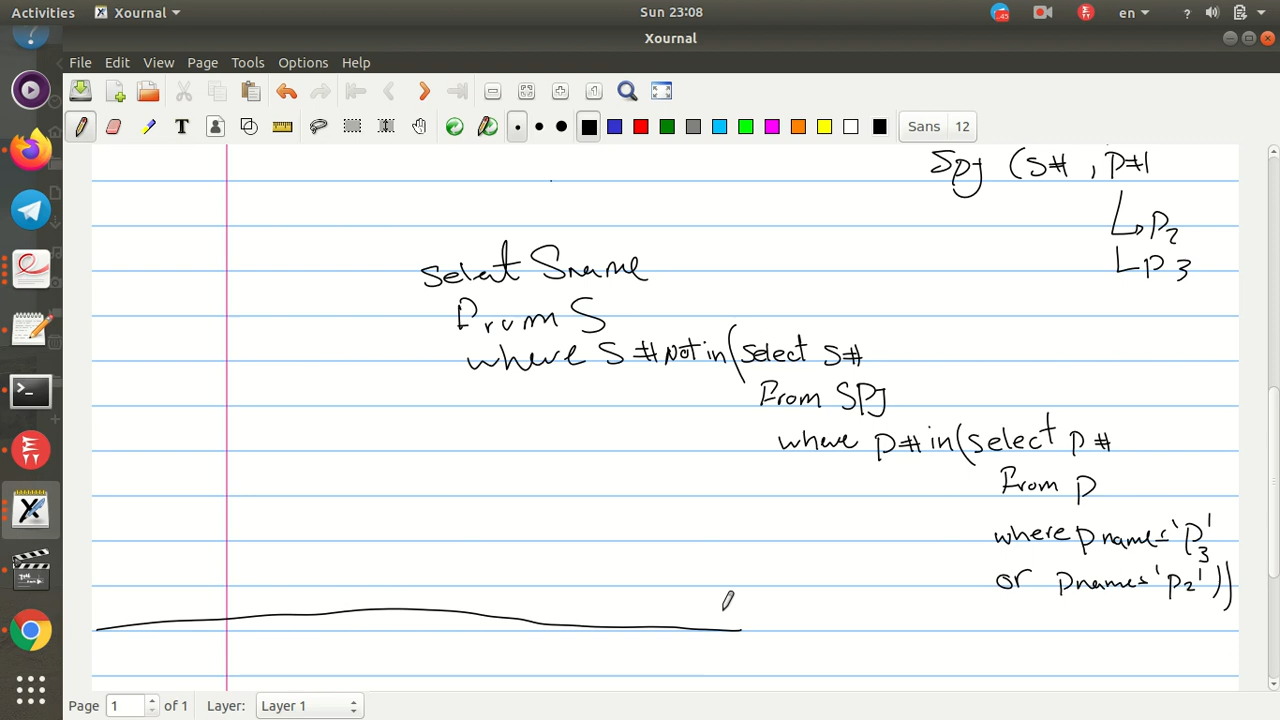 Activities Xournal Sun 23:08 en ?
Xournal
File Edit View Page Tools Options Help
Sans 12
Spj (S# , P#
P2
P3
Select Sname
From S
where S # Not in (Select S#
From SPJ
where P# in (Select P#
From P
where Pname = 'P3'
or Pname = 'P2' ))
Page 1 of 1 Layer: Layer 1